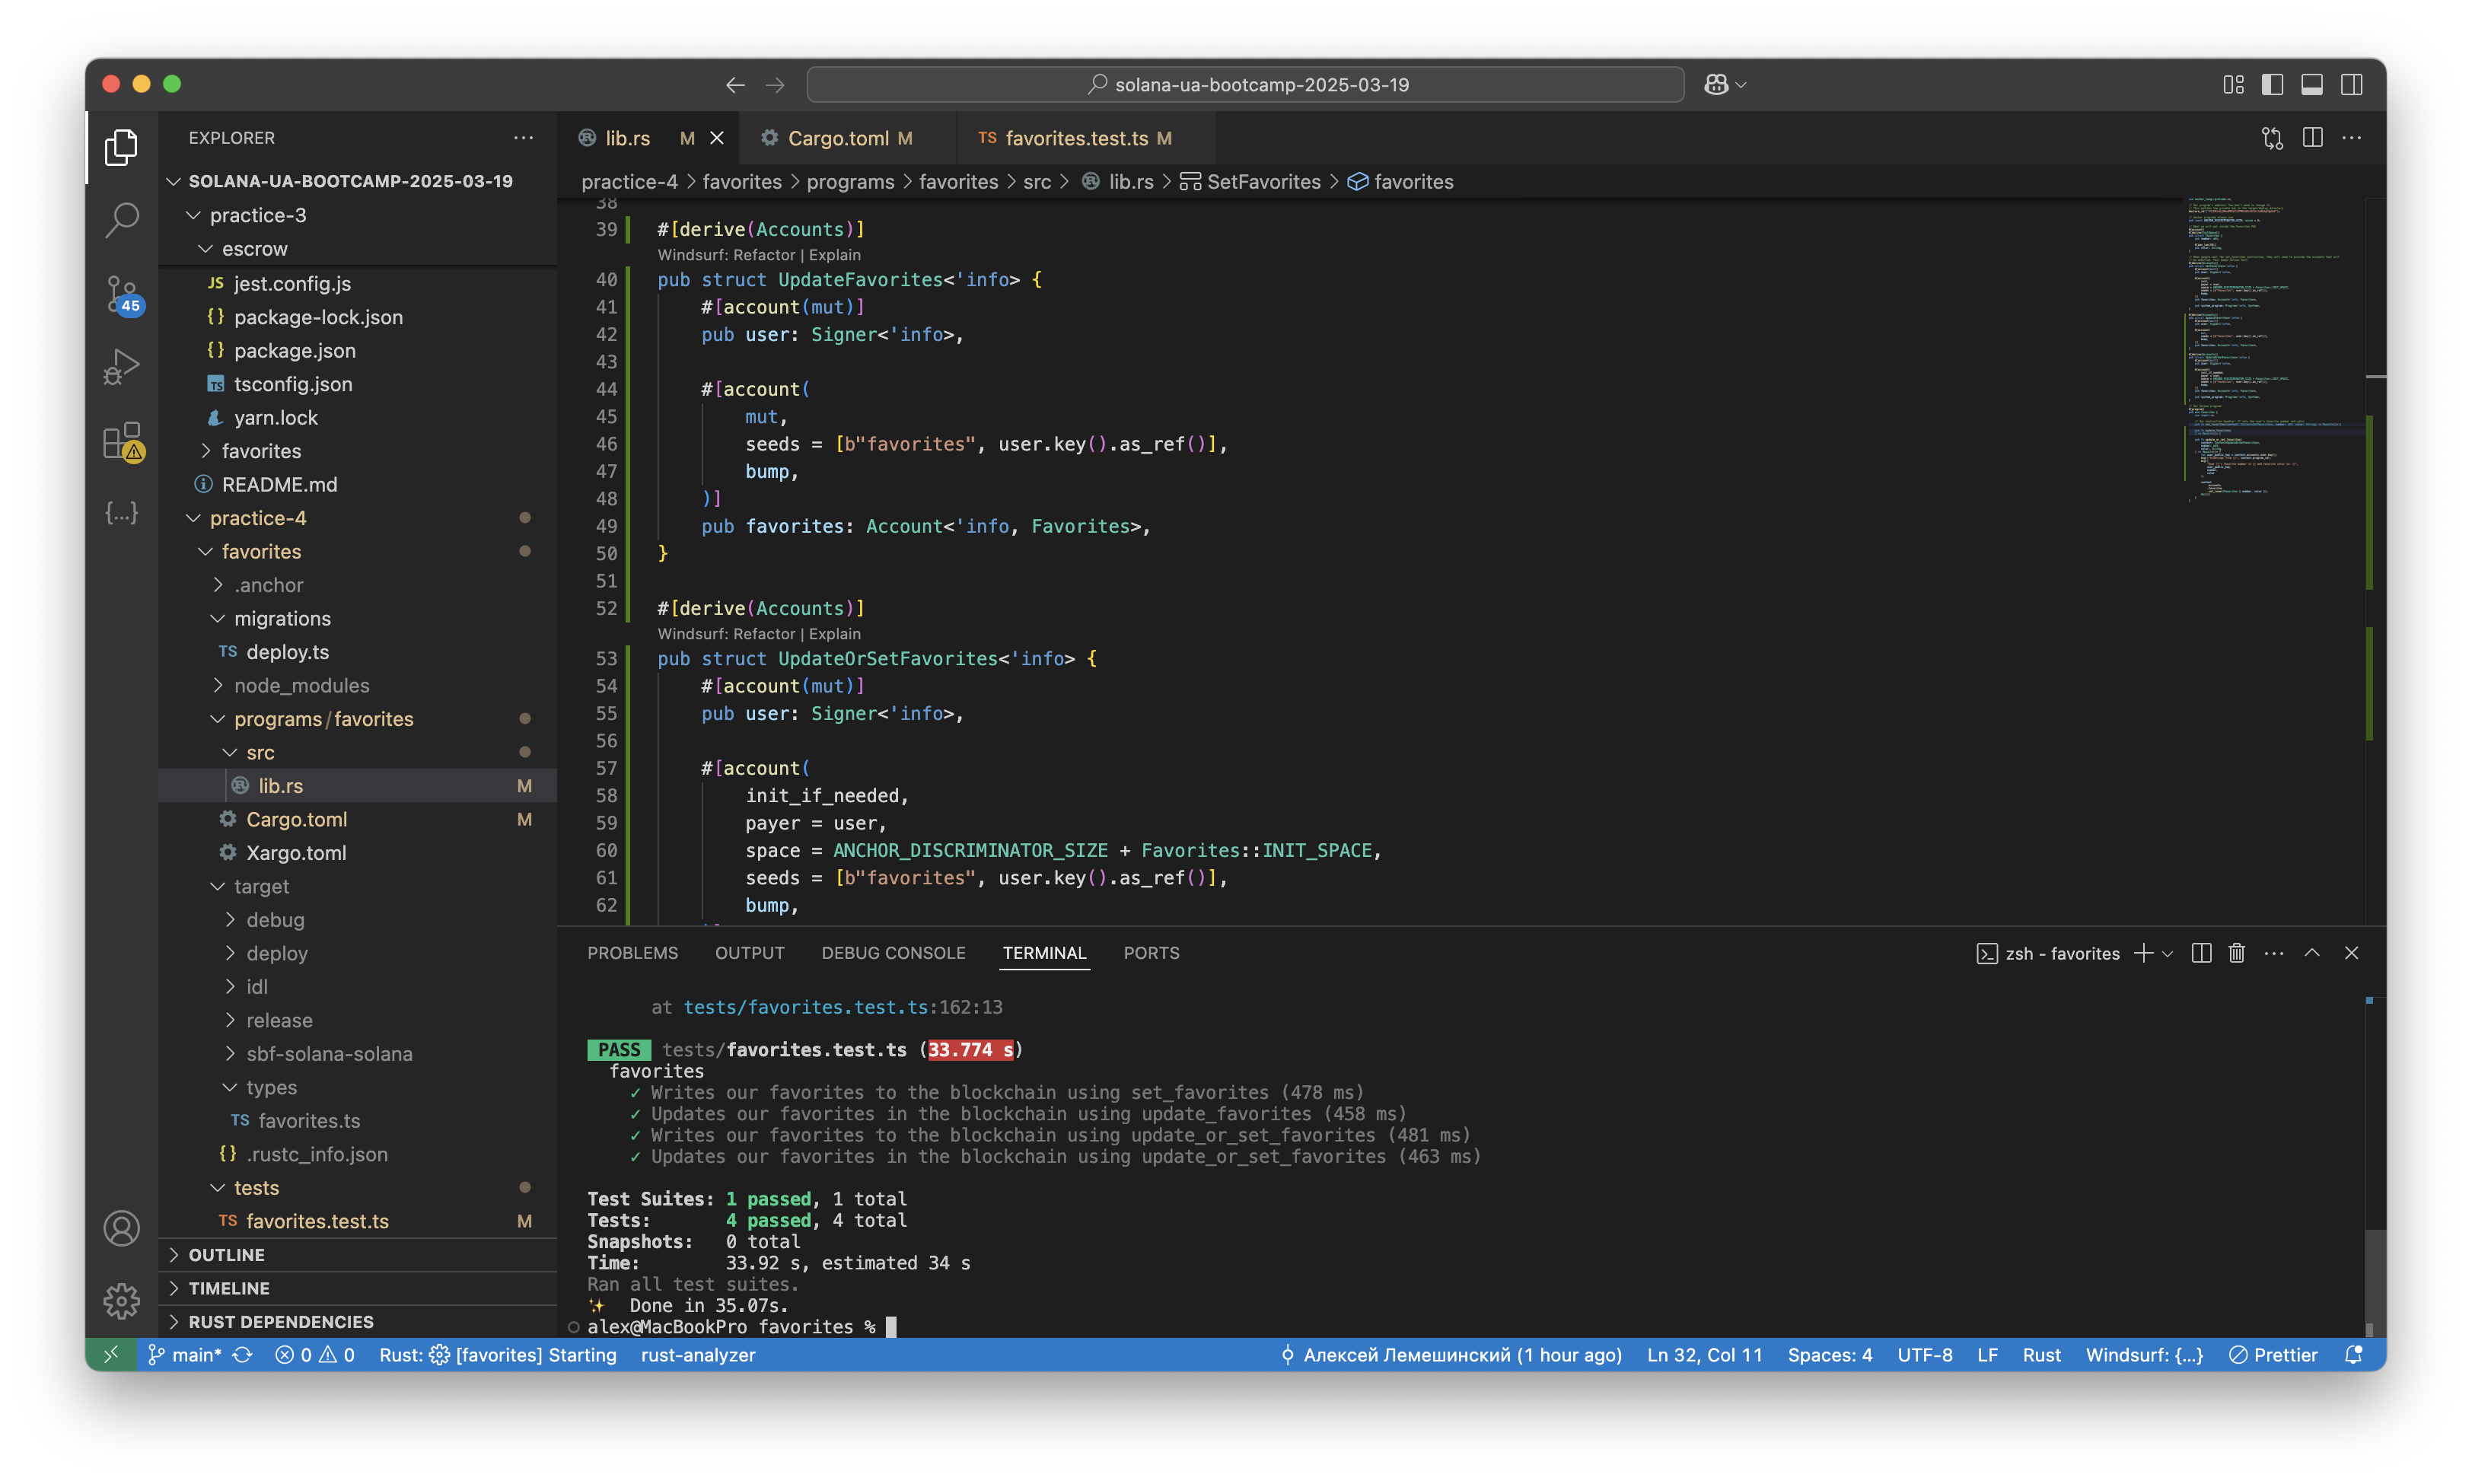 solana-ua-bootcamp-2025-03-19
EXPLORER
SOLANA-UA-BOOTCAMP-2025-03-19
practice-3
escrow
JS jest.config.js
{} package-lock.json
{} package.json
TS tsconfig.json
yarn.lock
favorites
README.md
practice-4
favorites
.anchor
migrations
TS deploy.ts
node_modules
programs/favorites
src
lib.rs M
Cargo.toml M
Xargo.toml
target
debug
deploy
idl
release
sbf-solana-solana
types
TS favorites.ts
{} .rustc_info.json
tests
TS favorites.test.ts M
OUTLINE
TIMELINE
RUST DEPENDENCIES
45
{...}
lib.rs M
Cargo.toml M
TS favorites.test.ts M
practice-4 > favorites > programs > favorites > src > lib.rs > SetFavorites > favorites
38
39 #[derive(Accounts)]
Windsurf: Refactor | Explain
40 pub struct UpdateFavorites<'info> {
41 #[account(mut)]
42 pub user: Signer<'info>,
43
44 #[account(
45 mut,
46 seeds = [b"favorites", user.key().as_ref()],
47 bump,
48 )]
49 pub favorites: Account<'info, Favorites>,
50 }
51
52 #[derive(Accounts)]
Windsurf: Refactor | Explain
53 pub struct UpdateOrSetFavorites<'info> {
54 #[account(mut)]
55 pub user: Signer<'info>,
56
57 #[account(
58 init_if_needed,
59 payer = user,
60 space = ANCHOR_DISCRIMINATOR_SIZE + Favorites::INIT_SPACE,
61 seeds = [b"favorites", user.key().as_ref()],
62 bump,
PROBLEMS OUTPUT DEBUG CONSOLE TERMINAL PORTS
zsh - favorites
at tests/favorites.test.ts:162:13
PASS tests/favorites.test.ts (33.774 s)
favorites
✓ Writes our favorites to the blockchain using set_favorites (478 ms)
✓ Updates our favorites in the blockchain using update_favorites (458 ms)
✓ Writes our favorites to the blockchain using update_or_set_favorites (481 ms)
✓ Updates our favorites in the blockchain using update_or_set_favorites (463 ms)
Test Suites: 1 passed, 1 total
Tests: 4 passed, 4 total
Snapshots: 0 total
Time: 33.92 s, estimated 34 s
Ran all test suites.
✨ Done in 35.07s.
alex@MacBookPro favorites %
main* 0 0 Rust: [favorites] Starting rust-analyzer Алексей Лемешинский (1 hour ago) Ln 32, Col 11 Spaces: 4 UTF-8 LF Rust Windsurf: {...} Prettier